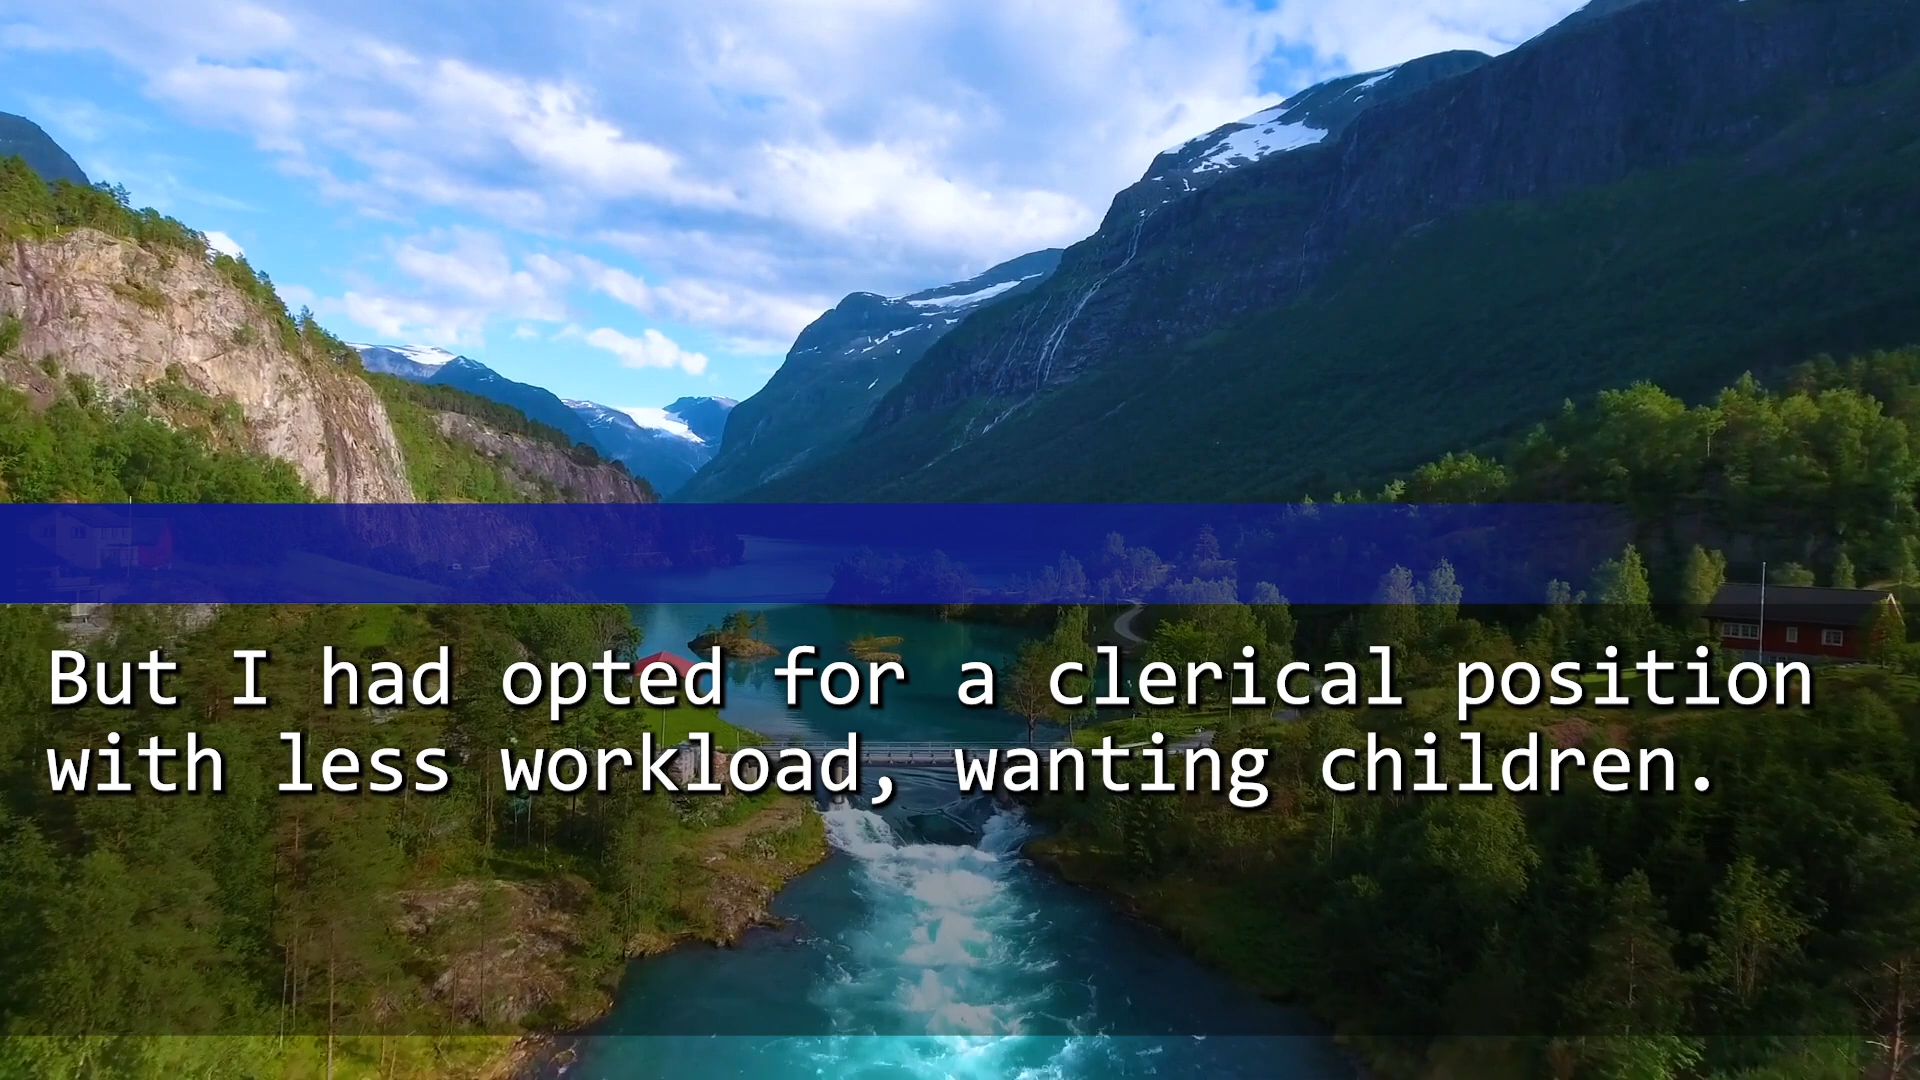 But I had opted for a clerical position
with less workload, wanting children.